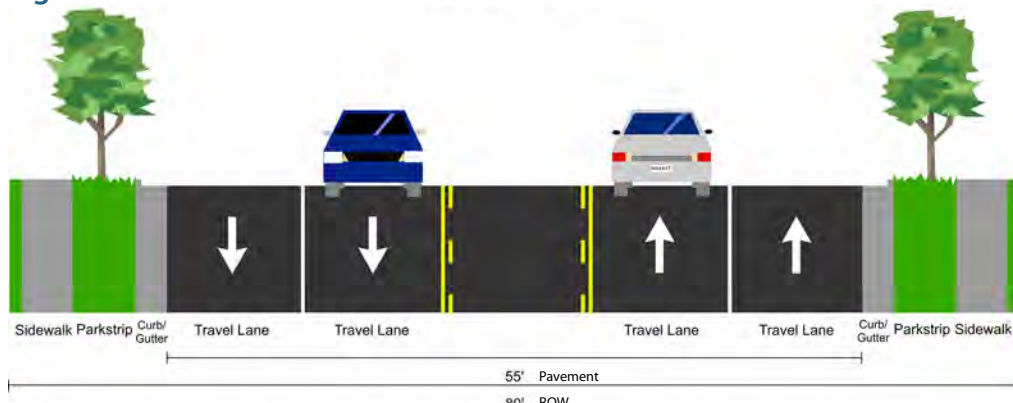 Sidewalk Parkstrip Curb/ Gutter Travel Lane Travel Lane Travel Lane Travel Lane Curb/ Gutter Parkstrip Sidewalk
55' Pavement
80' ROW